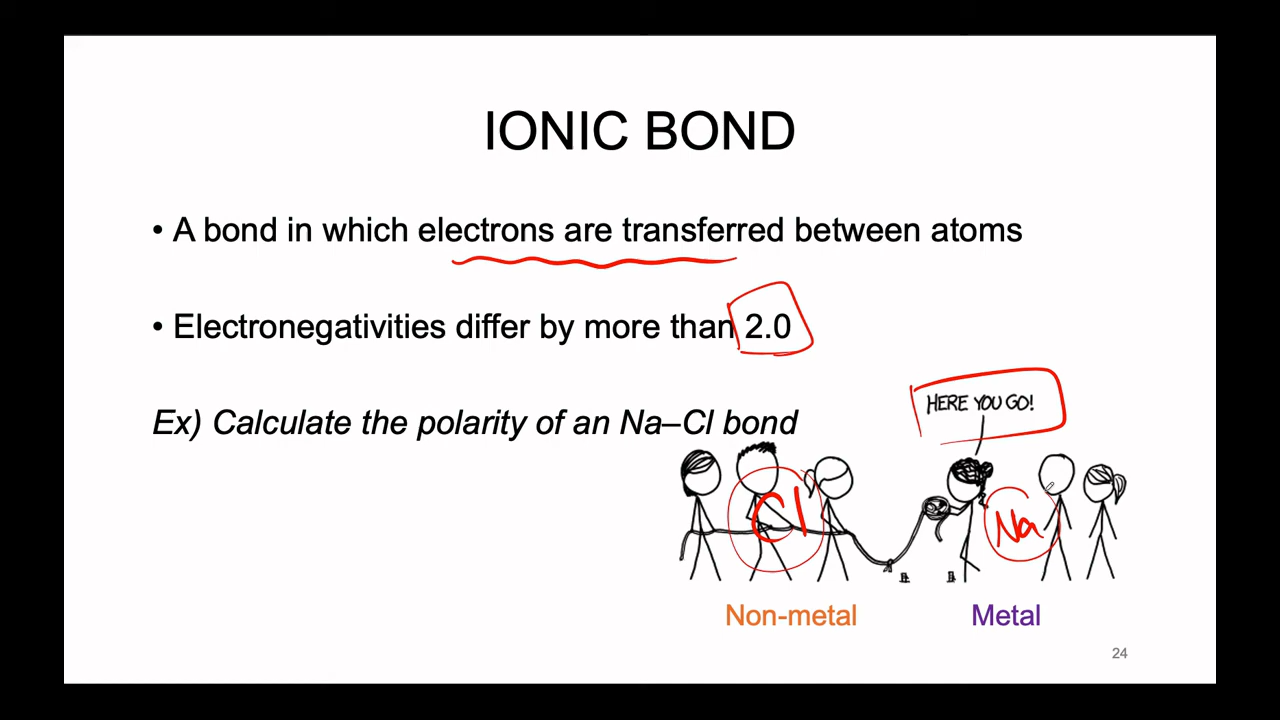 IONIC BOND
• A bond in which electrons are transferred between atoms
• Electronegativities differ by more than 2.0
Ex) Calculate the polarity of an Na–Cl bond
HERE YOU GO!
Cl
Na
Non-metal
Metal
24